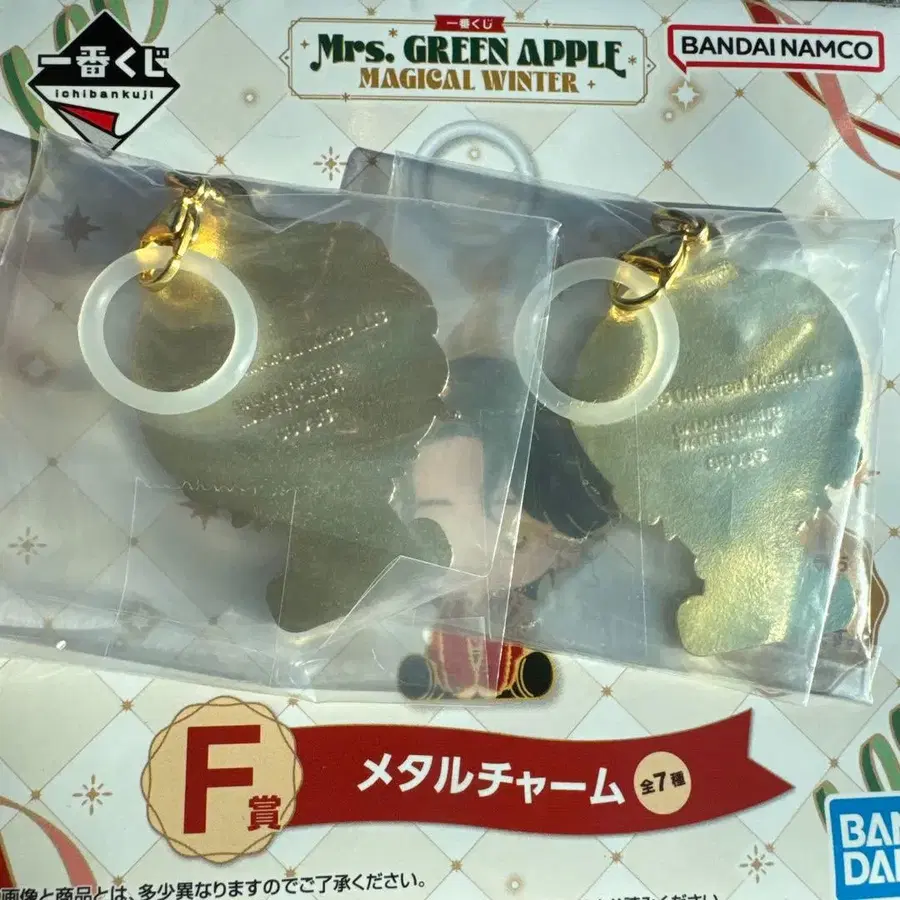 一番くじ
ichibankuji
一番くじ
Mrs. GREEN APPLE
MAGICAL WINTER
BANDAI NAMCO
Universal Music LLC
MADE IN
F賞
メタルチャーム
全7種
画像と商品とは、多少異なりますのでご了承ください。
BAN
DAI